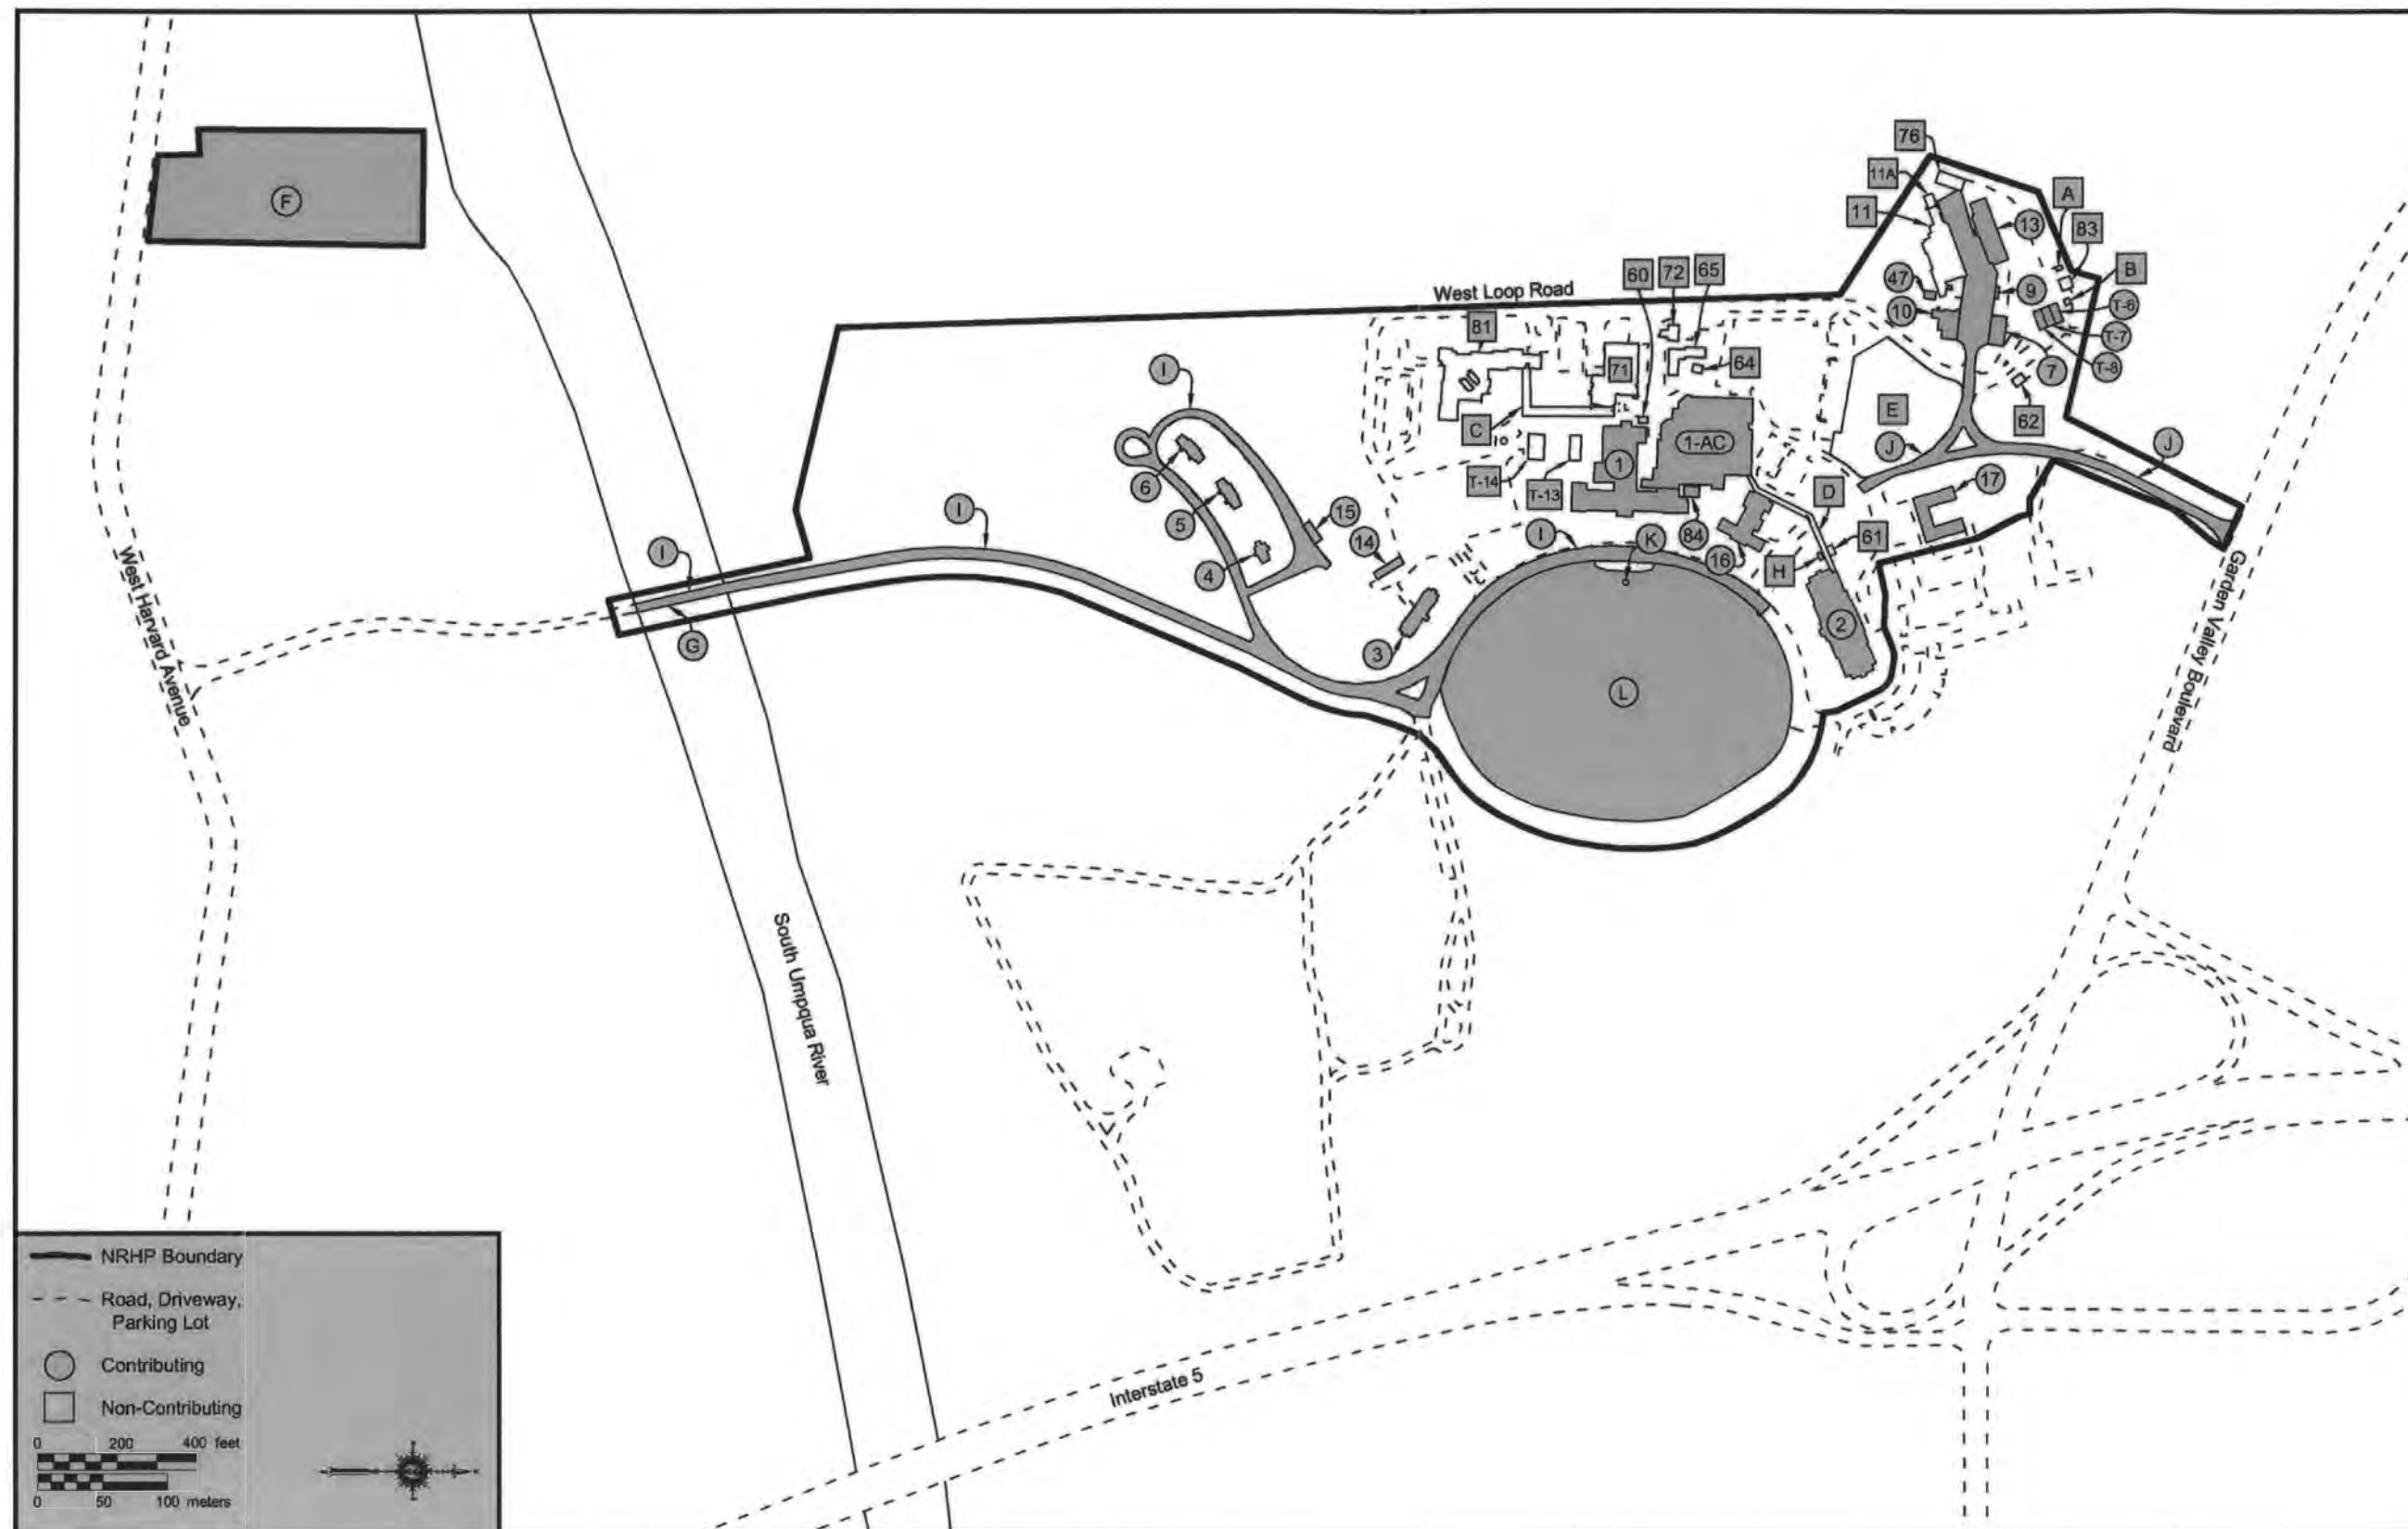 F
76
11A
A
11
13
83
B
60
72
65
47
9
West Loop Road
10
T-6
81
T-7
7
T-8
I
71
64
62
E
C
1-AC
J
J
6
1
T-14
T-13
D
17
5
15
I
I
14
I
K
84
61
16
H
4
West Harvard Avenue
G
3
2
Garden Valley Boulevard
L
South Umpqua River
Interstate 5
NRHP Boundary
Road, Driveway,
Parking Lot
Contributing
Non-Contributing
0 200 400 feet
0 50 100 meters